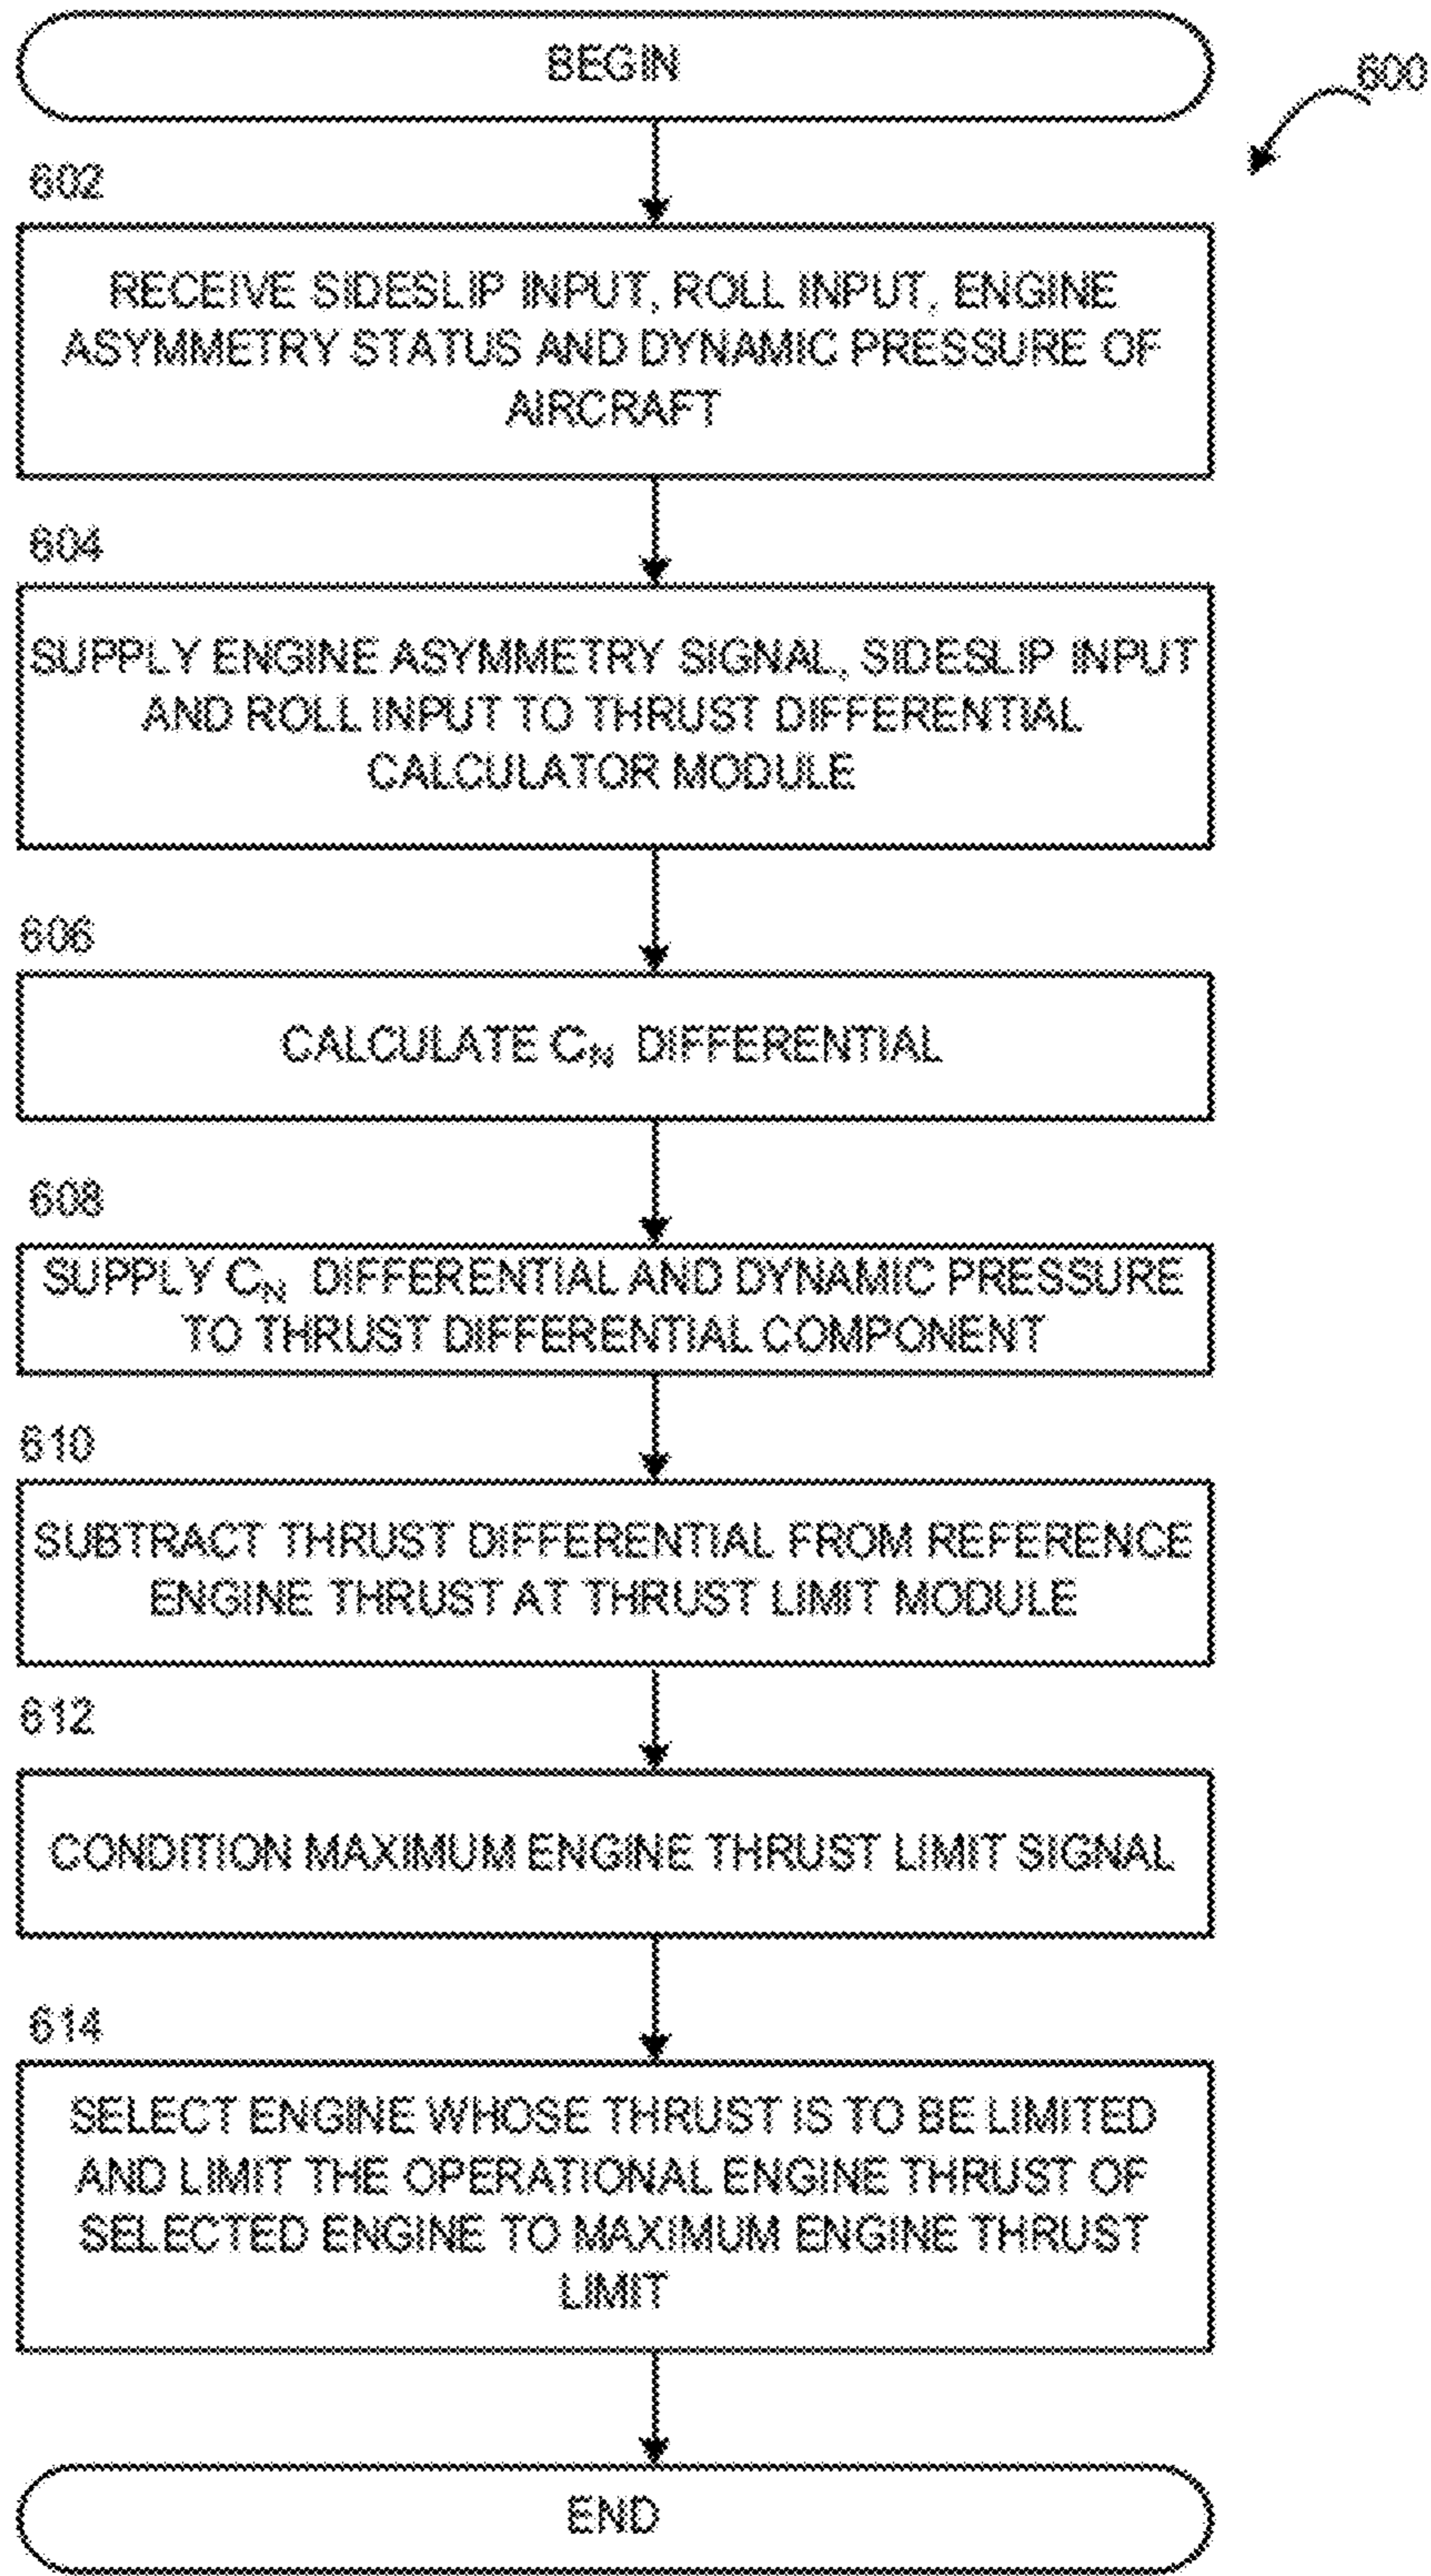 BEGIN
600
602
RECEIVE SIDESLIP INPUT, ROLL INPUT, ENGINE
ASYMMETRY STATUS AND DYNAMIC PRESSURE OF
AIRCRAFT
604
SUPPLY ENGINE ASYMMETRY SIGNAL, SIDESLIP INPUT
AND ROLL INPUT TO THRUST DIFFERENTIAL
CALCULATOR MODULE
606
CALCULATE CN DIFFERENTIAL
608
SUPPLY CN DIFFERENTIAL AND DYNAMIC PRESSURE
TO THRUST DIFFERENTIAL COMPONENT
610
SUBTRACT THRUST DIFFERENTIAL FROM REFERENCE
ENGINE THRUST AT THRUST LIMIT MODULE
612
CONDITION MAXIMUM ENGINE THRUST LIMIT SIGNAL
614
SELECT ENGINE WHOSE THRUST IS TO BE LIMITED
AND LIMIT THE OPERATIONAL ENGINE THRUST OF
SELECTED ENGINE TO MAXIMUM ENGINE THRUST
LIMIT
END